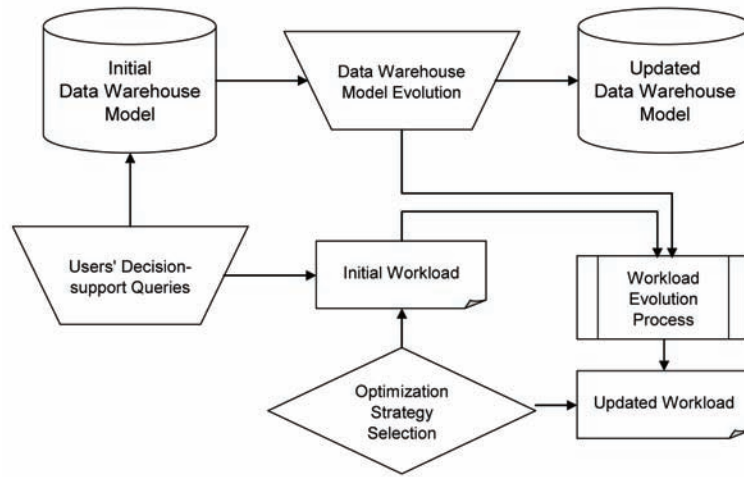 Initial
Data Warehouse
Model
Data Warehouse
Model Evolution
Updated
Data Warehouse
Model
Users' Decision-
support Queries
Initial Workload
Workload
Evolution
Process
Optimization
Strategy
Selection
Updated Workload